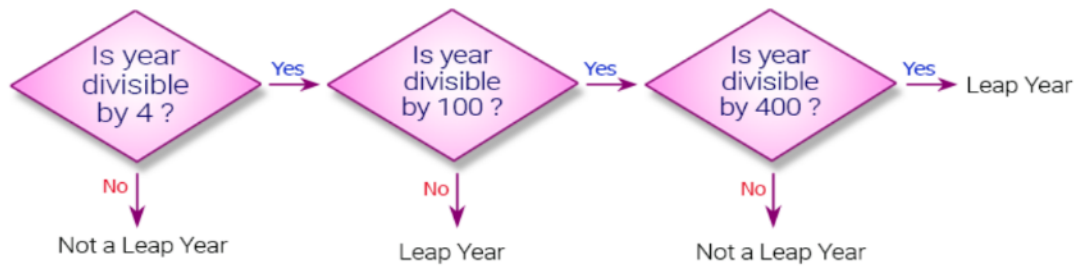 Is year
divisible
by 4 ?
Yes
No
Not a Leap Year
Is year
divisible
by 100 ?
Yes
No
Leap Year
Is year
divisible
by 400 ?
Yes
No
Not a Leap Year
Leap Year